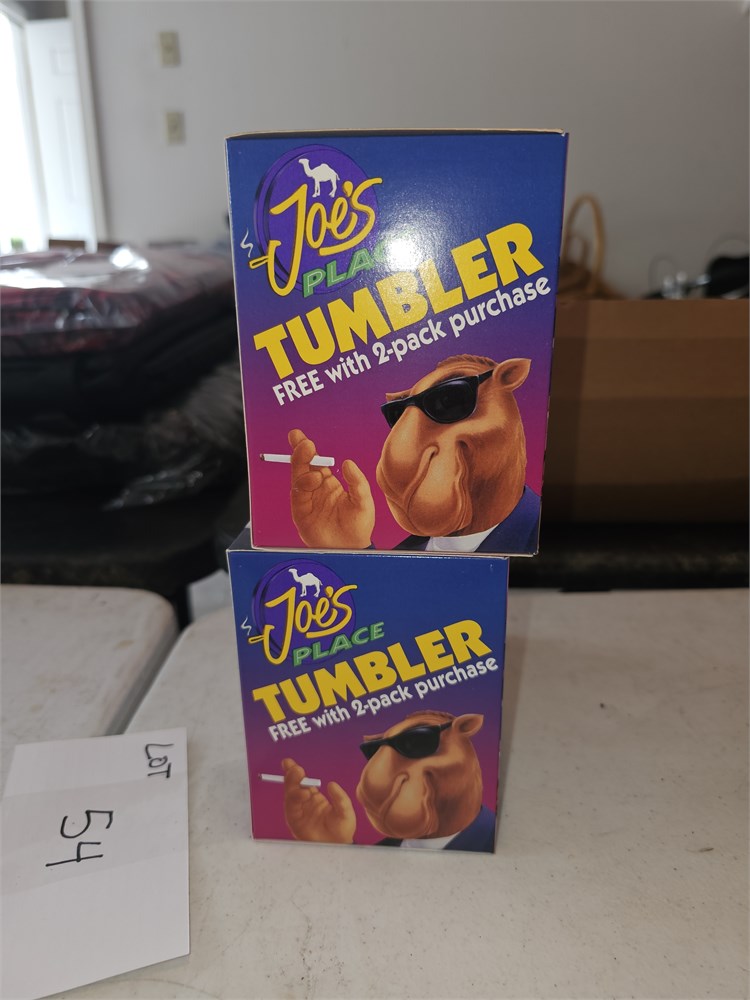 Joe's
PLACE
TUMBLER
FREE with 2-pack purchase
Joe's
PLACE
TUMBLER
FREE with 2-pack purchase
LOT
54